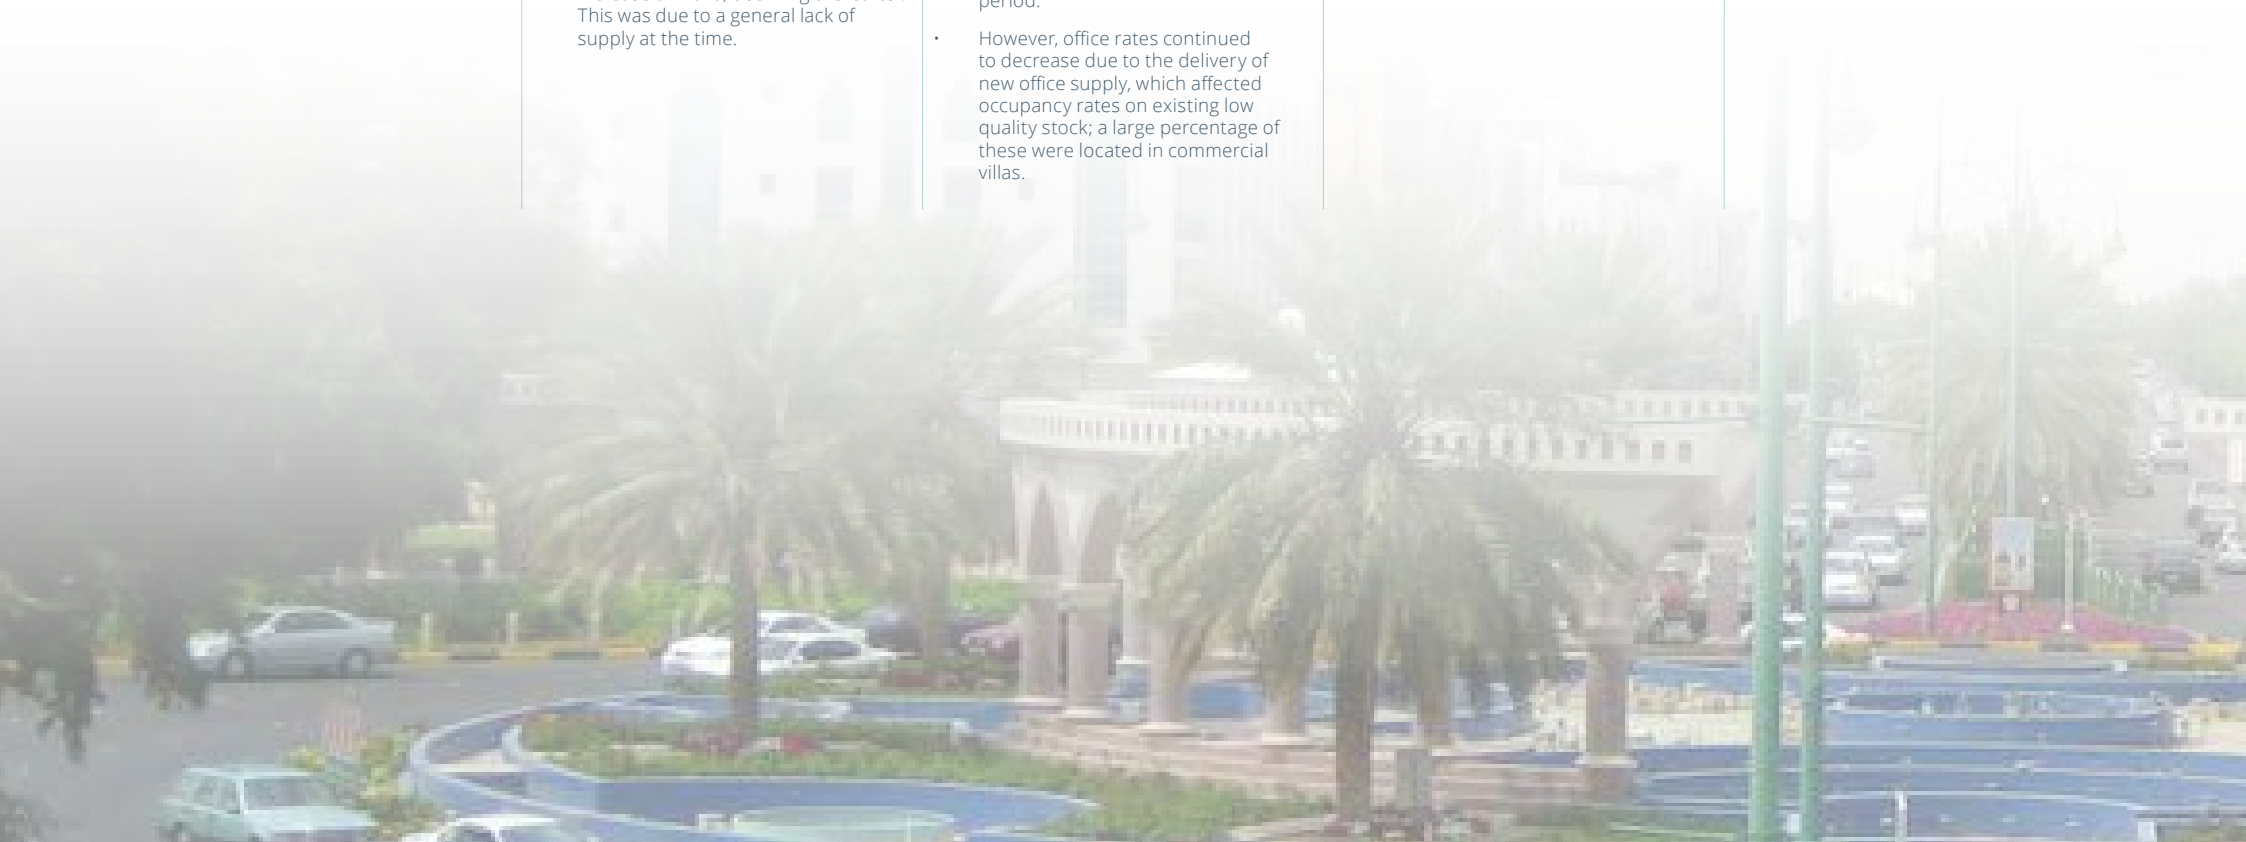 This was due to a general lack of
supply at the time.
period.
• However, office rates continued
to decrease due to the delivery of
new office supply, which affected
occupancy rates on existing low
quality stock; a large percentage of
these were located in commercial
villas.